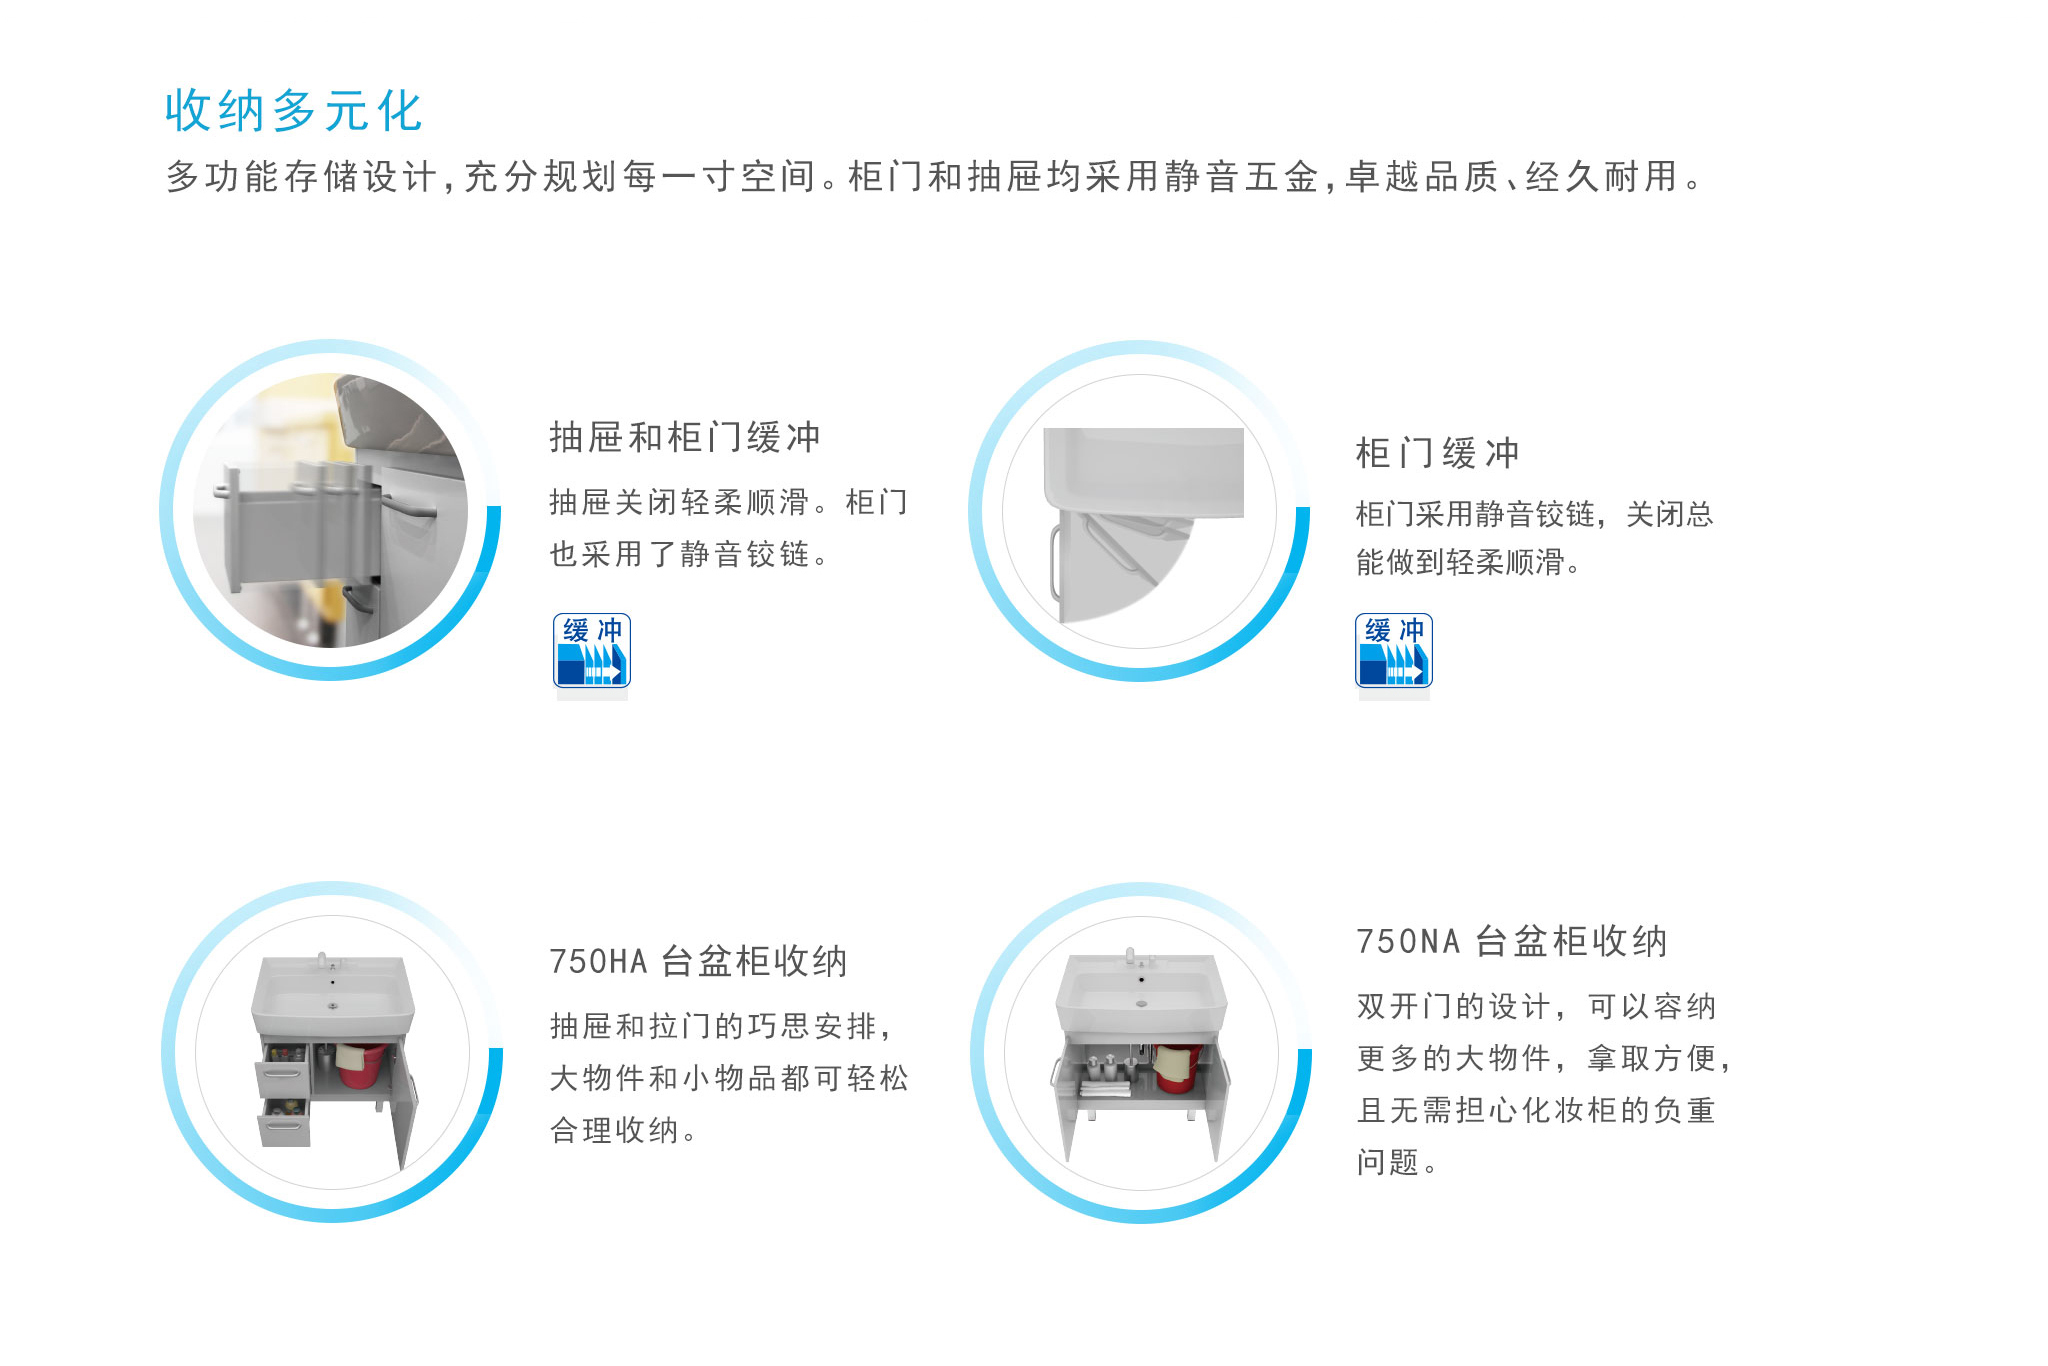 收纳多元化
多功能存储设计,充分规划每一寸空间。柜门和抽屉均采用静音五金,卓越品质、经久耐用。
抽屉和柜门缓冲
抽屉关闭轻柔顺滑。柜门
也采用了静音铰链。
缓冲
柜门缓冲
柜门采用静音铰链，关闭总
能做到轻柔顺滑。
缓冲
750HA 台盆柜收纳
抽屉和拉门的巧思安排，
大物件和小物品都可轻松
合理收纳。
750NA 台盆柜收纳
双开门的设计，可以容纳
更多的大物件，拿取方便，
且无需担心化妆柜的负重
问题。